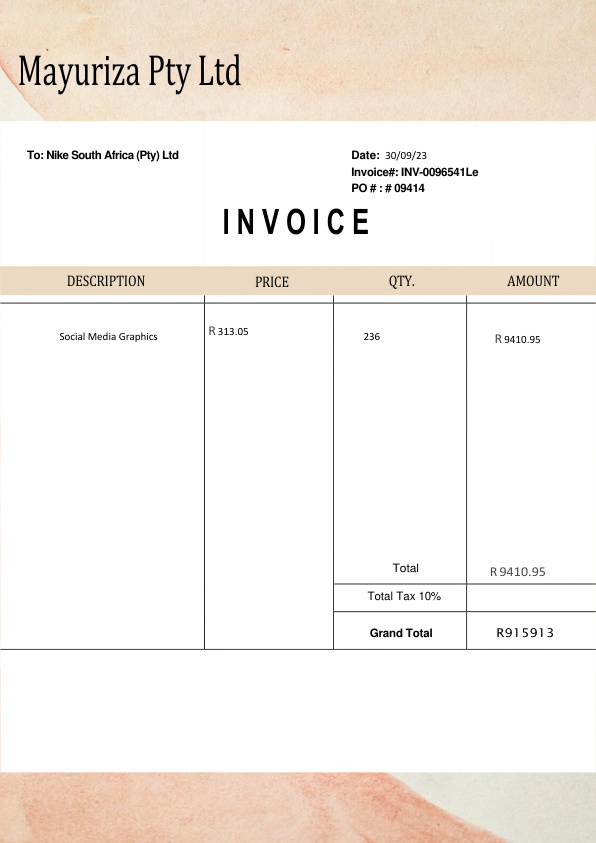 Mayuriza Pty Ltd
To: Nike South Africa (Pty) Ltd
Date: 30/09/23
Invoice#: INV-0096541Le
PO # : # 09414
INVOICE
DESCRIPTION PRICE QTY. AMOUNT
Social Media Graphics R 313.05 236 R 9410.95
Total R 9410.95
Total Tax 10%
Grand Total R915913